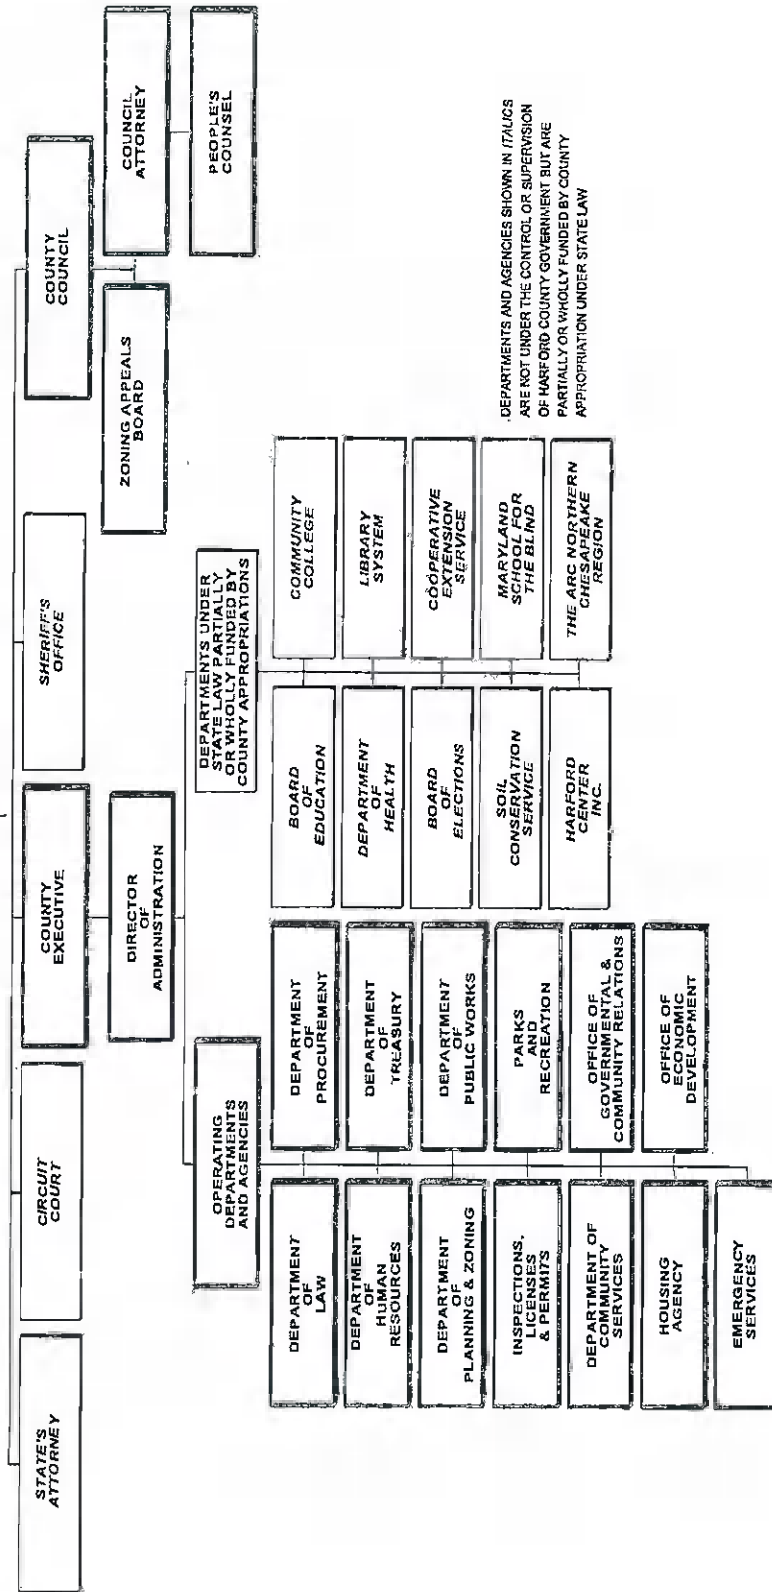 STATE'S
ATTORNEY
CIRCUIT
COURT
COUNTY
EXECUTIVE
SHERIFF'S
OFFICE
COUNTY
COUNCIL
DIRECTOR
OF
ADMINISTRATION
ZONING APPEALS
BOARD
COUNCIL
ATTORNEY
PEOPLE'S
COUNSEL
OPERATING
DEPARTMENTS
AND AGENCIES
DEPARTMENTS UNDER
STATE LAW PARTIALLY
OR WHOLLY FUNDED BY
COUNTY APPROPRIATIONS
DEPARTMENT
OF
LAW
DEPARTMENT
OF
PROCUREMENT
DEPARTMENT
OF
HUMAN
RESOURCES
DEPARTMENT
OF
TREASURY
DEPARTMENT
OF
PLANNING & ZONING
DEPARTMENT
OF
PUBLIC WORKS
INSPECTIONS,
LICENSES
& PERMITS
PARKS
AND
RECREATION
DEPARTMENT OF
COMMUNITY
SERVICES
OFFICE OF
GOVERNMENTAL &
COMMUNITY RELATIONS
HOUSING
AGENCY
OFFICE OF
ECONOMIC
DEVELOPMENT
EMERGENCY
SERVICES
BOARD
OF
EDUCATION
COMMUNITY
COLLEGE
DEPARTMENT
OF
HEALTH
LIBRARY
SYSTEM
BOARD
OF
ELECTIONS
COOPERATIVE
EXTENSION
SERVICE
SOIL
CONSERVATION
SERVICE
MARYLAND
SCHOOL FOR
THE BLIND
HARFORD
CENTER
INC.
THE ARC NORTHERN
CHESAPEAKE
REGION
DEPARTMENTS AND AGENCIES SHOWN IN ITALICS
ARE NOT UNDER THE CONTROL OR SUPERVISION
OF HARFORD COUNTY GOVERNMENT BUT ARE
PARTIALLY OR WHOLLY FUNDED BY COUNTY
APPROPRIATION UNDER STATE LAW